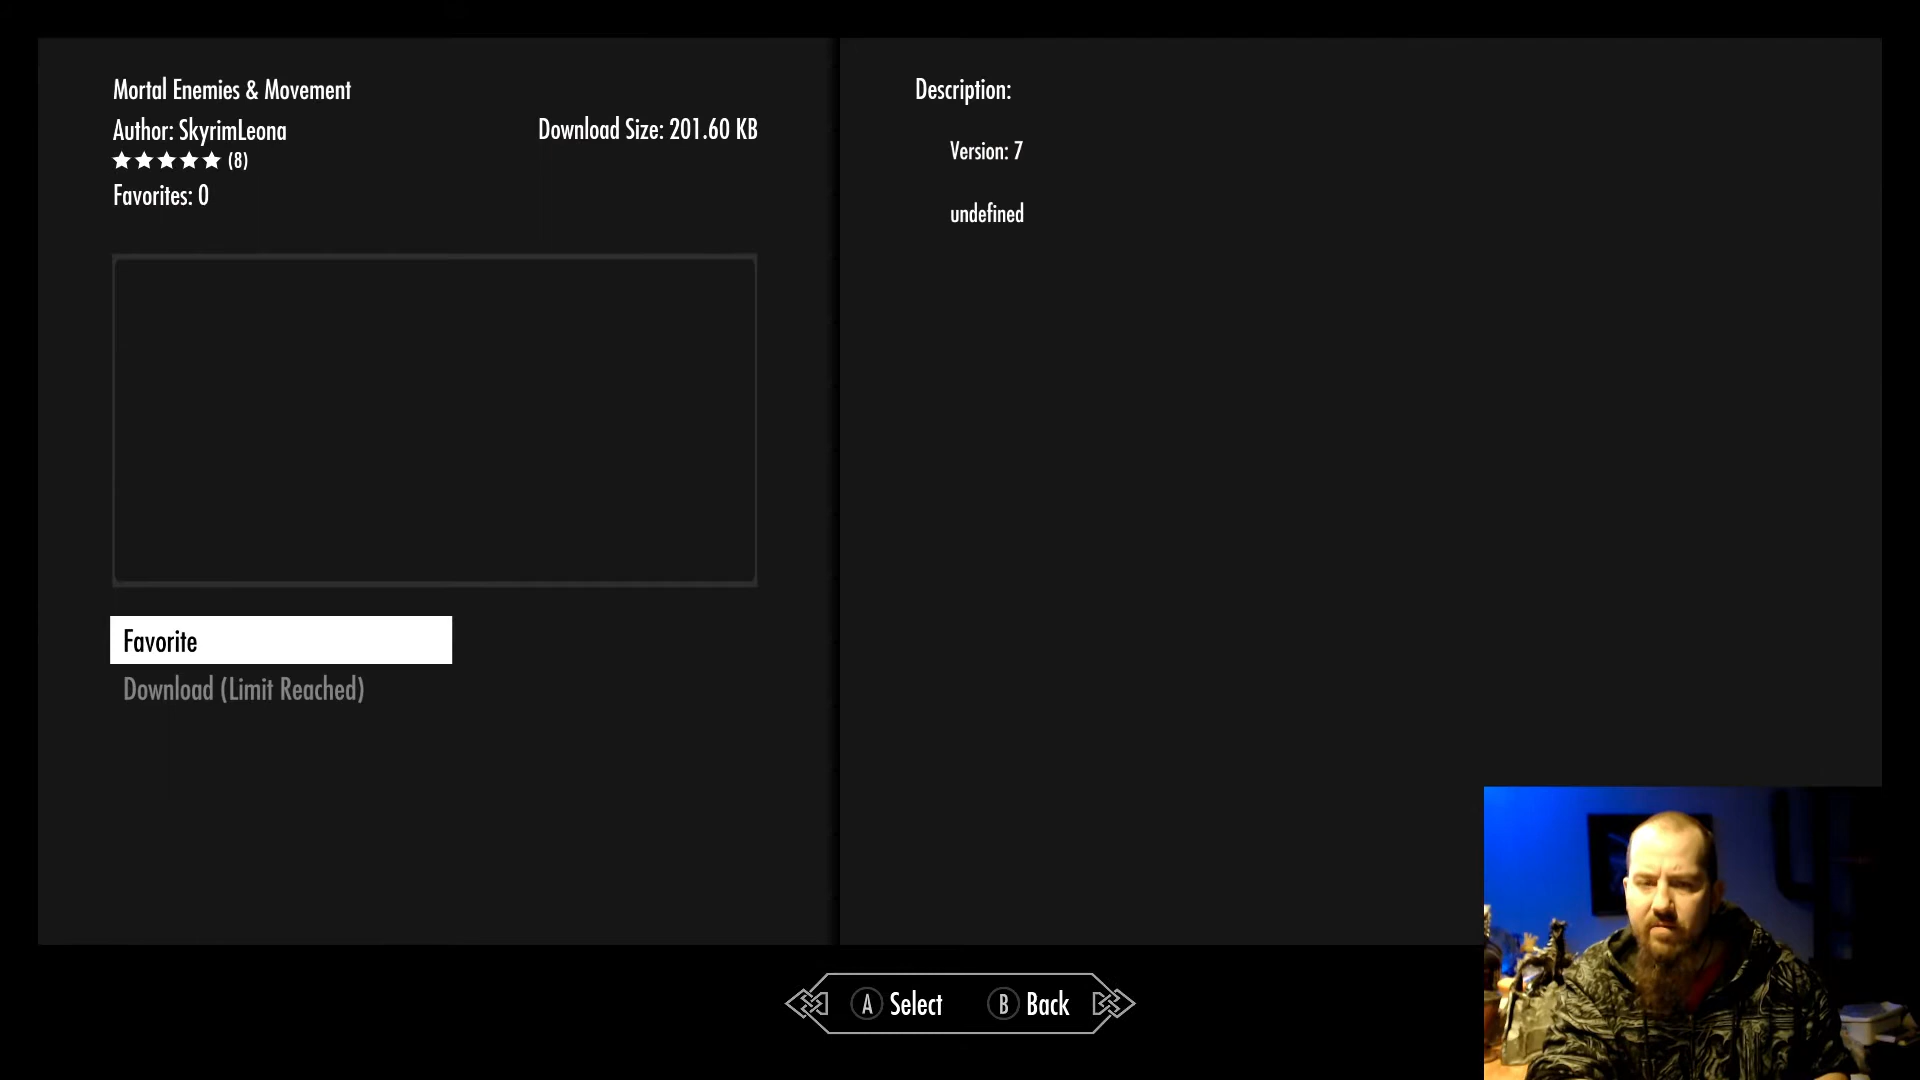 Mortal Enemies & Movement
Author: SkyrimLeona
Download Size: 201.60 KB
(8)
Favorites: 0
Favorite
Download (Limit Reached)
Description:
Version: 7
undefined
A Select B Back